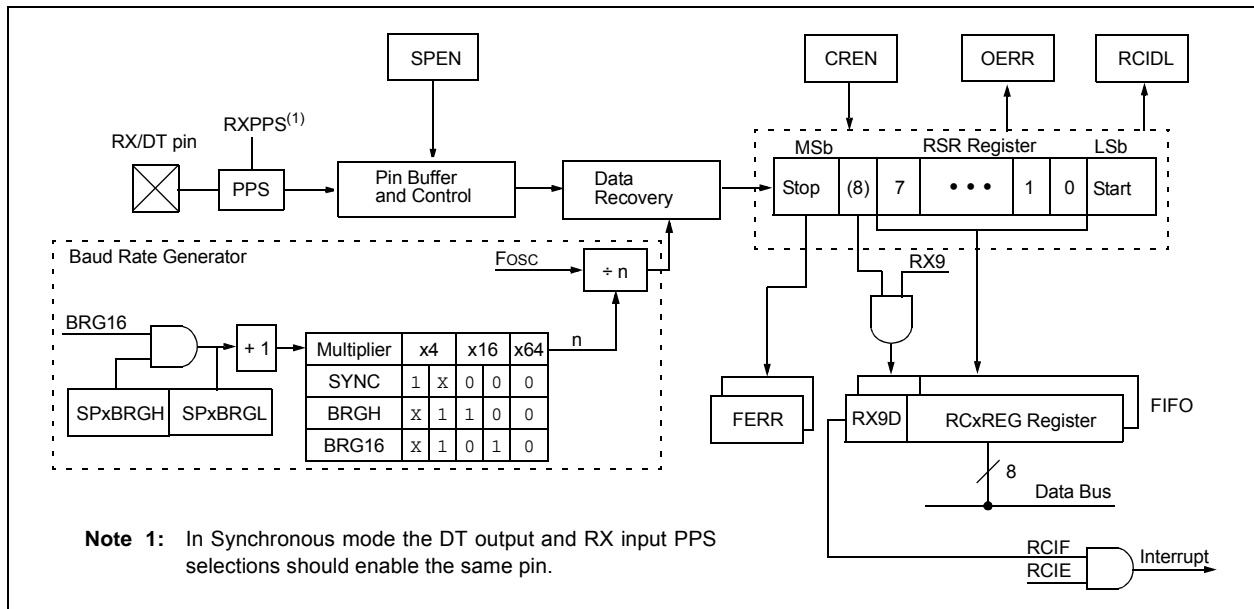 SPEN
CREN
OERR
RCIDL
RXPPS(1)
RX/DT pin
PPS
Pin Buffer
and Control
Data
Recovery
MSb
RSR Register
LSb
Stop (8) 7 • • • 1 0 Start
Baud Rate Generator
FOSC
÷ n
RX9
BRG16
+ 1
n
Multiplier x4 x16 x64
SYNC 1 X 0 0 0
BRGH X 1 1 0 0
BRG16 X 1 0 1 0
SPxBRGH SPxBRGL
FERR
RX9D
RCxREG Register
FIFO
8
Data Bus
Note 1: In Synchronous mode the DT output and RX input PPS
selections should enable the same pin.
RCIF
RCIE
Interrupt